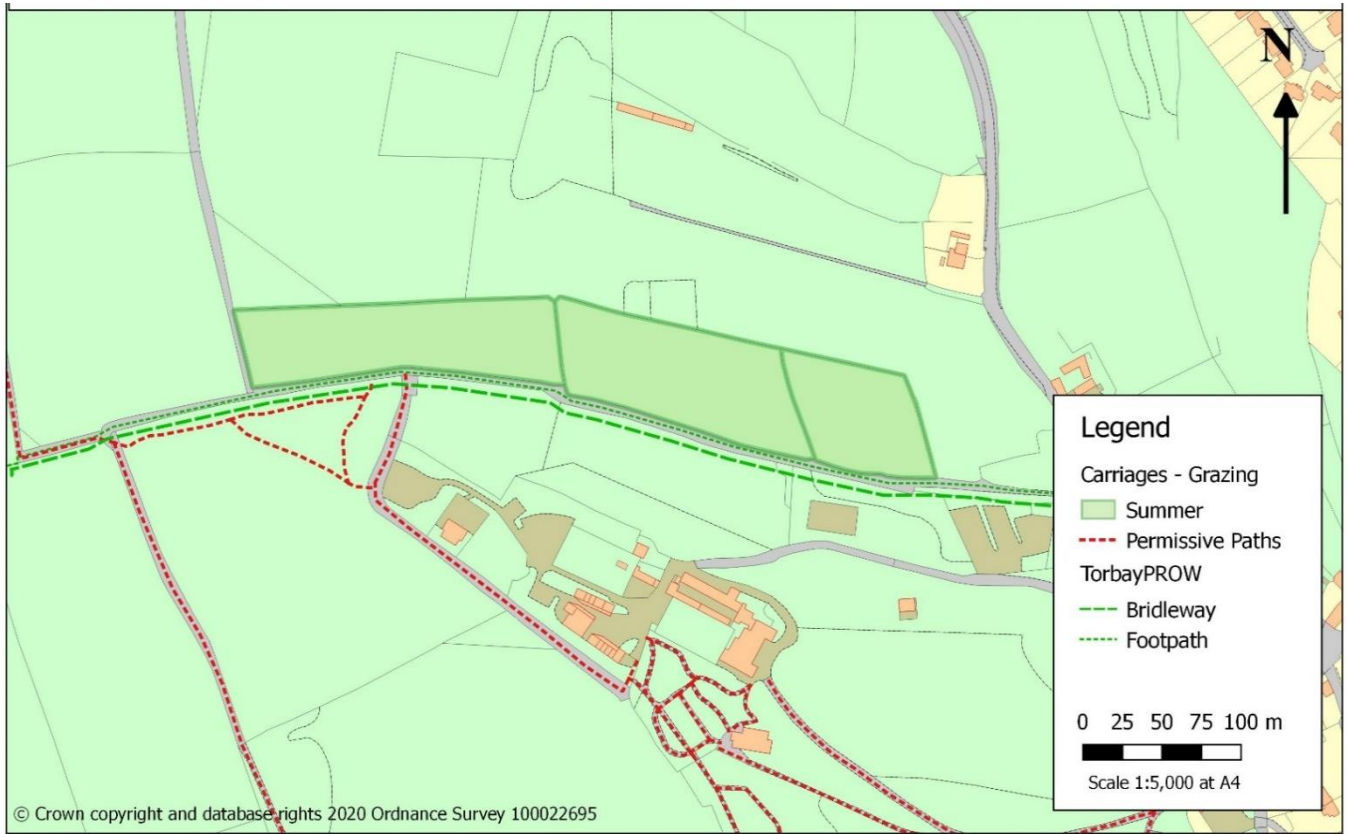 N
Legend
Carriages - Grazing
Summer
Permissive Paths
TorbayPROW
Bridleway
Footpath
0 25 50 75 100 m
Scale 1:5,000 at A4
© Crown copyright and database rights 2020 Ordnance Survey 100022695